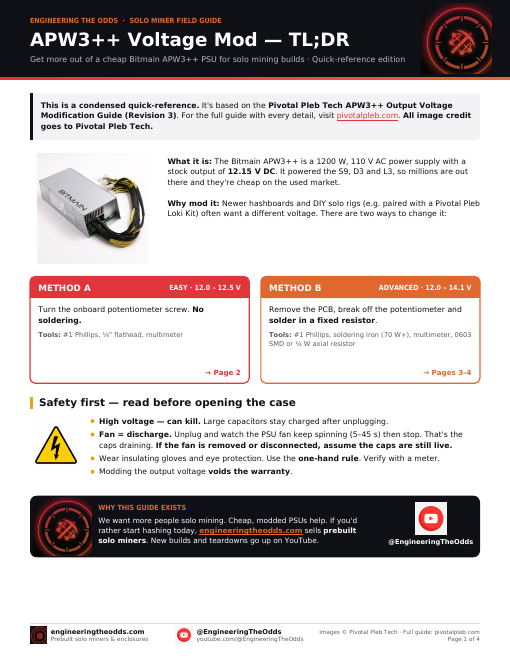 ENGINEERING THE ODDS · SOLO MINER FIELD GUIDE
APW3++ Voltage Mod — TL;DR
Get more out of a cheap Bitmain APW3++ PSU for solo mining builds · Quick-reference edition
This is a condensed quick-reference. It's based on the Pivotal Pleb Tech APW3++ Output Voltage
Modification Guide (Revision 3). For the full guide with every detail, visit pivotalpleb.com. All image credit
goes to Pivotal Pleb Tech.
BITMAIN
What it is: The Bitmain APW3++ is a 1200 W, 110 V AC power supply with a
stock output of 12.15 V DC. It powered the S9, D3 and L3, so millions are out
there and they're cheap on the used market.
Why mod it: Newer hashboards and DIY solo rigs (e.g. paired with a Pivotal Pleb
Loki Kit) often want a different voltage. There are two ways to change it:
METHOD A
EASY · 12.0 – 12.5 V
Turn the onboard potentiometer screw. No
soldering.
Tools: #1 Phillips, ⅛" flathead, multimeter
→ Page 2
METHOD B
ADVANCED · 12.0 – 14.1 V
Remove the PCB, break off the potentiometer and
solder in a fixed resistor.
Tools: #1 Phillips, soldering iron (70 W+), multimeter, 0603
SMD or ¼ W axial resistor
→ Pages 3–4
Safety first — read before opening the case
High voltage — can kill. Large capacitors stay charged after unplugging.
Fan = discharge. Unplug and watch the PSU fan keep spinning (5–45 s) then stop. That's the
caps draining. If the fan is removed or disconnected, assume the caps are still live.
Wear insulating gloves and eye protection. Use the one-hand rule. Verify with a meter.
Modding the output voltage voids the warranty.
WHY THIS GUIDE EXISTS
We want more people solo mining. Cheap, modded PSUs help. If you'd
rather start hashing today, engineeringtheodds.com sells prebuilt
solo miners. New builds and teardowns go up on YouTube.
@EngineeringTheOdds
engineeringtheodds.com
Prebuilt solo miners & enclosures
@EngineeringTheOdds
youtube.com/@EngineeringTheOdds
Images © Pivotal Pleb Tech · Full guide: pivotalpleb.com
Page 1 of 4